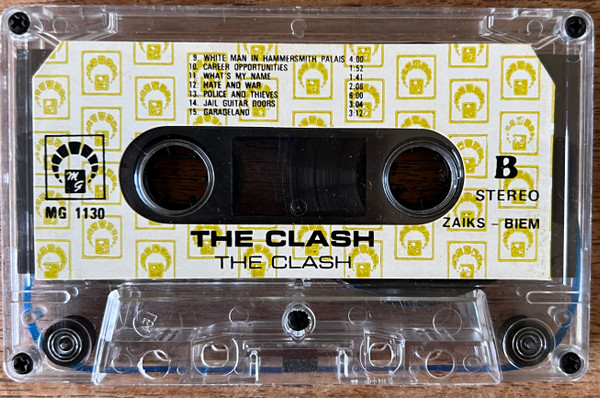 9. WHITE MAN IN HAMMERSMITH PALAIS 4:00
10. CAREER OPPORTUNITIES 1:52
11. WHAT'S MY NAME 1:41
12. HATE AND WAR 2:08
13. POLICE AND THIEVES 6:00
14. JAIL GUITAR DOORS 3:04
15. GARAGELAND 3:12
MG
MG 1130
B
STEREO
ZAIKS – BIEM
THE CLASH
THE CLASH